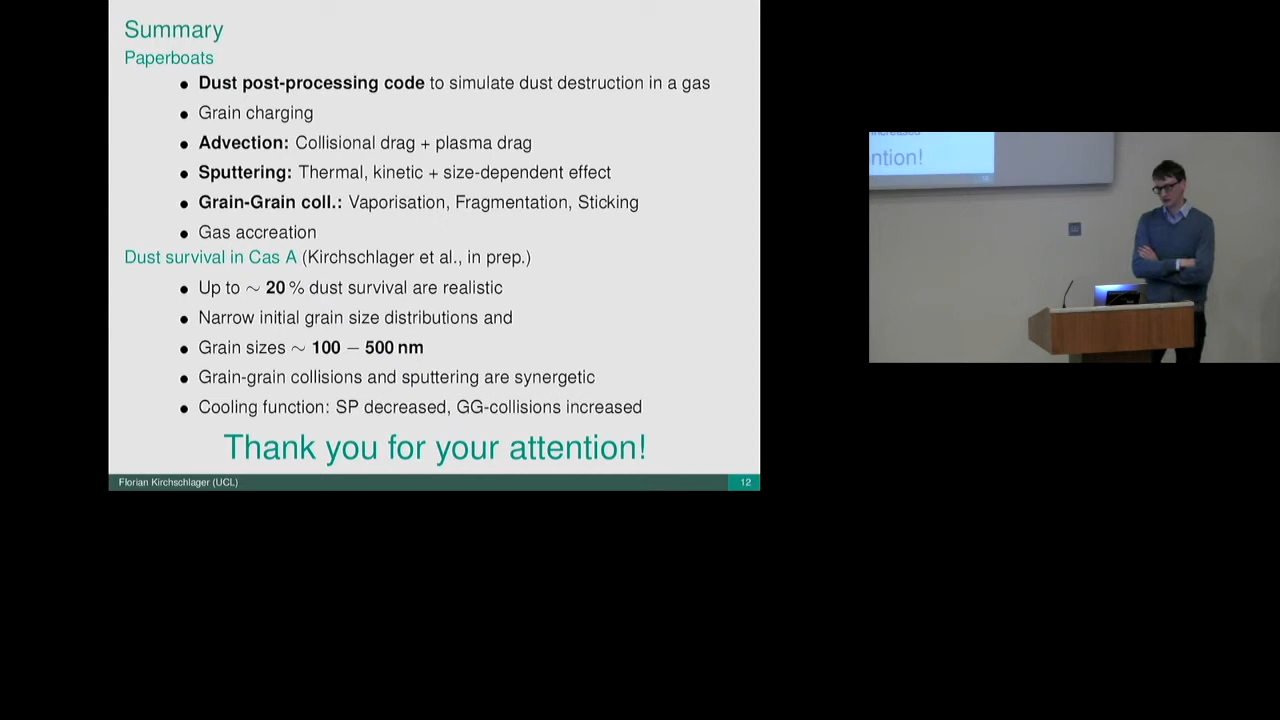 Summary
Paperboats
● Dust post-processing code to simulate dust destruction in a gas
● Grain charging
● Advection: Collisional drag + plasma drag
● Sputtering: Thermal, kinetic + size-dependent effect
● Grain-Grain coll.: Vaporisation, Fragmentation, Sticking
● Gas accreation
Dust survival in Cas A (Kirchschlager et al., in prep.)
● Up to ∼ 20 % dust survival are realistic
● Narrow initial grain size distributions and
● Grain sizes ∼ 100 − 500 nm
● Grain-grain collisions and sputtering are synergetic
● Cooling function: SP decreased, GG-collisions increased
Thank you for your attention!
Florian Kirchschlager (UCL) 12
increased
ntion!